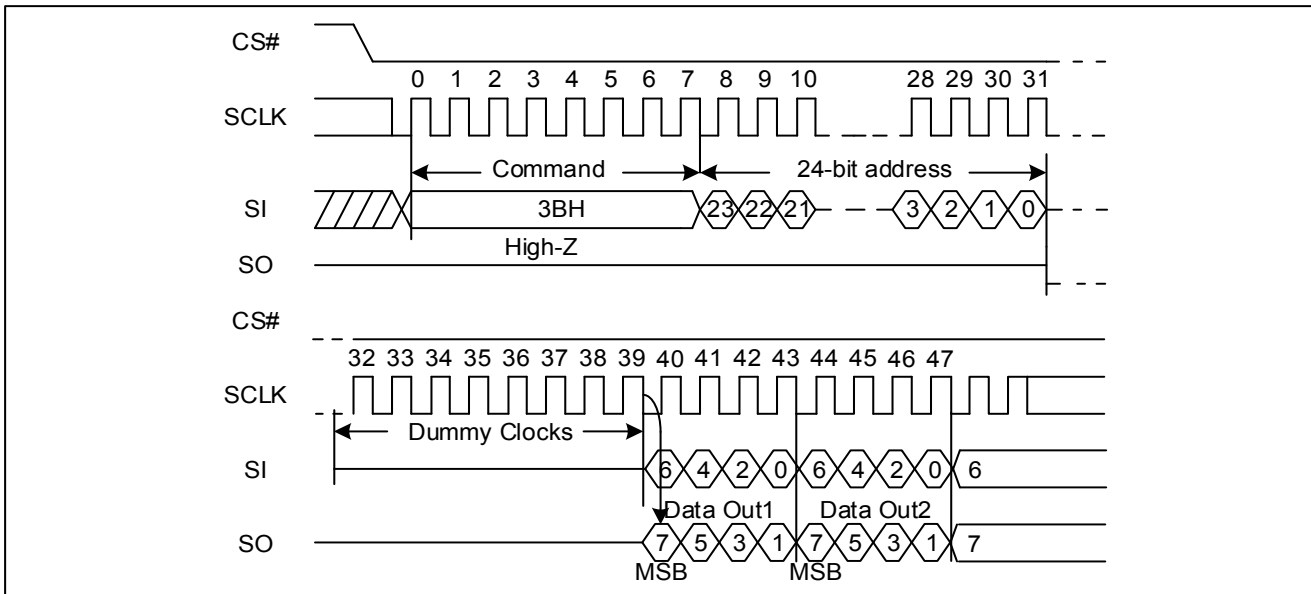 CS#
0 1 2 3 4 5 6 7 8 9 10 28 29 30 31
SCLK
Command 24-bit address
SI 3BH 23 22 21 3 2 1 0
High-Z
SO
CS#
32 33 34 35 36 37 38 39 40 41 42 43 44 45 46 47
SCLK
Dummy Clocks
SI 6 4 2 0 6 4 2 0 6
Data Out1 Data Out2
SO 7 5 3 1 7 5 3 1 7
MSB MSB